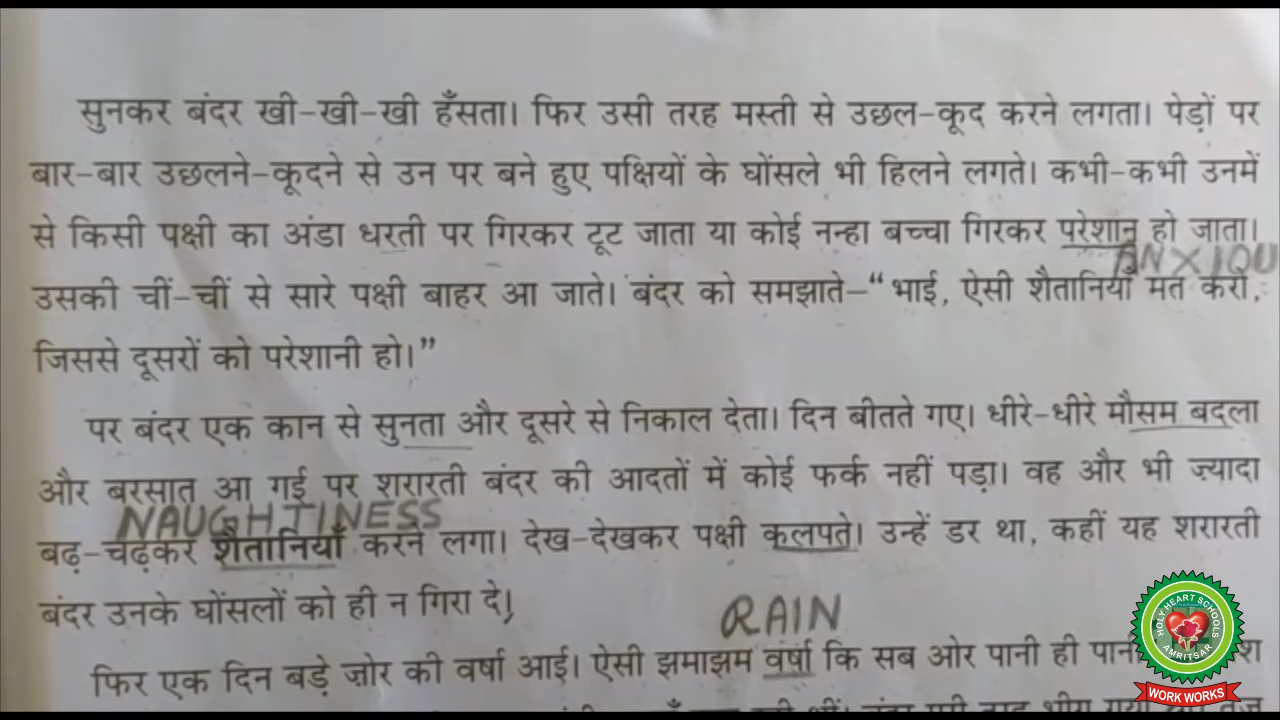 सुनकर बंदर खी-खी-खी हँसता। फिर उसी तरह मस्ती से उछल-कूद करने लगता। पेड़ों पर
बार-बार उछलने-कूदने से उन पर बने हुए पक्षियों के घोंसले भी हिलने लगते। कभी-कभी उनमें
से किसी पक्षी का अंडा धरती पर गिरकर टूट जाता या कोई नन्हा बच्चा गिरकर परेशान हो जाता।
ANXIOU
उसकी चीं-चीं से सारे पक्षी बाहर आ जाते। बंदर को समझाते-“भाई, ऐसी शैतानियाँ मत करो,
जिससे दूसरों को परेशानी हो।”
पर बंदर एक कान से सुनता और दूसरे से निकाल देता। दिन बीतते गए। धीरे-धीरे मौसम बदला
और बरसात आ गई पर शरारती बंदर की आदतों में कोई फर्क नहीं पड़ा। वह और भी ज़्यादा
NAUGHTINESS
बढ़-चढ़कर शैतानियाँ करने लगा। देख-देखकर पक्षी कलपते। उन्हें डर था, कहीं यह शरारती
बंदर उनके घोंसलों को ही न गिरा दे!
RAIN
फिर एक दिन बड़े ज़ोर की वर्षा आई। ऐसी झमाझम वर्षा कि सब ओर पानी ही
HOLY HEART SCHOOLS
AMRITSAR
WORK WORKS